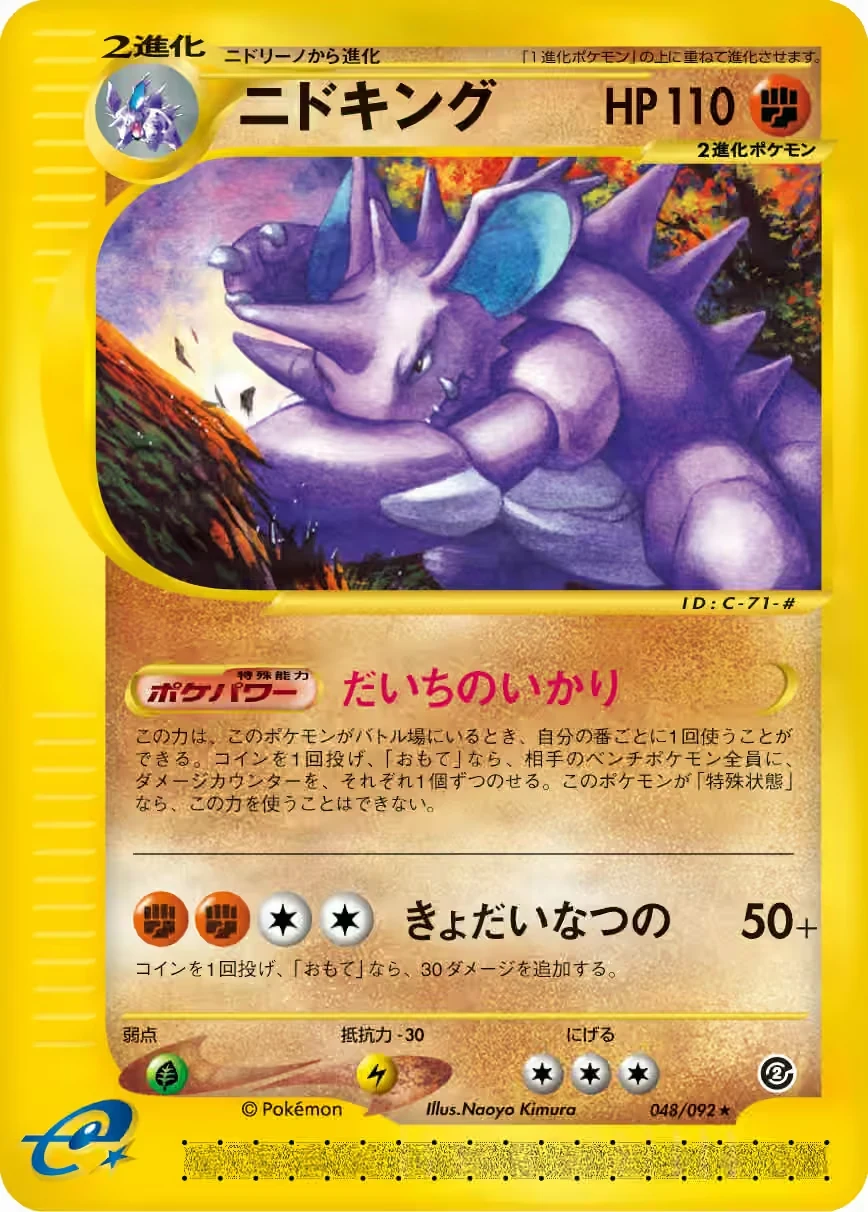 2進化
ニドリーノから進化
「1進化ポケモン」の上に重ねて進化させます。
ニドキング HP110
2進化ポケモン
ID:C-71-#
特殊能力
ポケパワー だいちのいかり
この力は、このポケモンがバトル場にいるとき、自分の番ごとに1回使うことが
できる。コインを1回投げ、「おもて」なら、相手のベンチポケモン全員に、
ダメージカウンターを、それぞれ1個ずつのせる。このポケモンが「特殊状態」
なら、この力を使うことはできない。
きょだいなつの 50+
コインを1回投げ、「おもて」なら、30ダメージを追加する。
弱点 抵抗力-30 にげる
2
© Pokémon Illus.Naoyo Kimura 048/092★
e